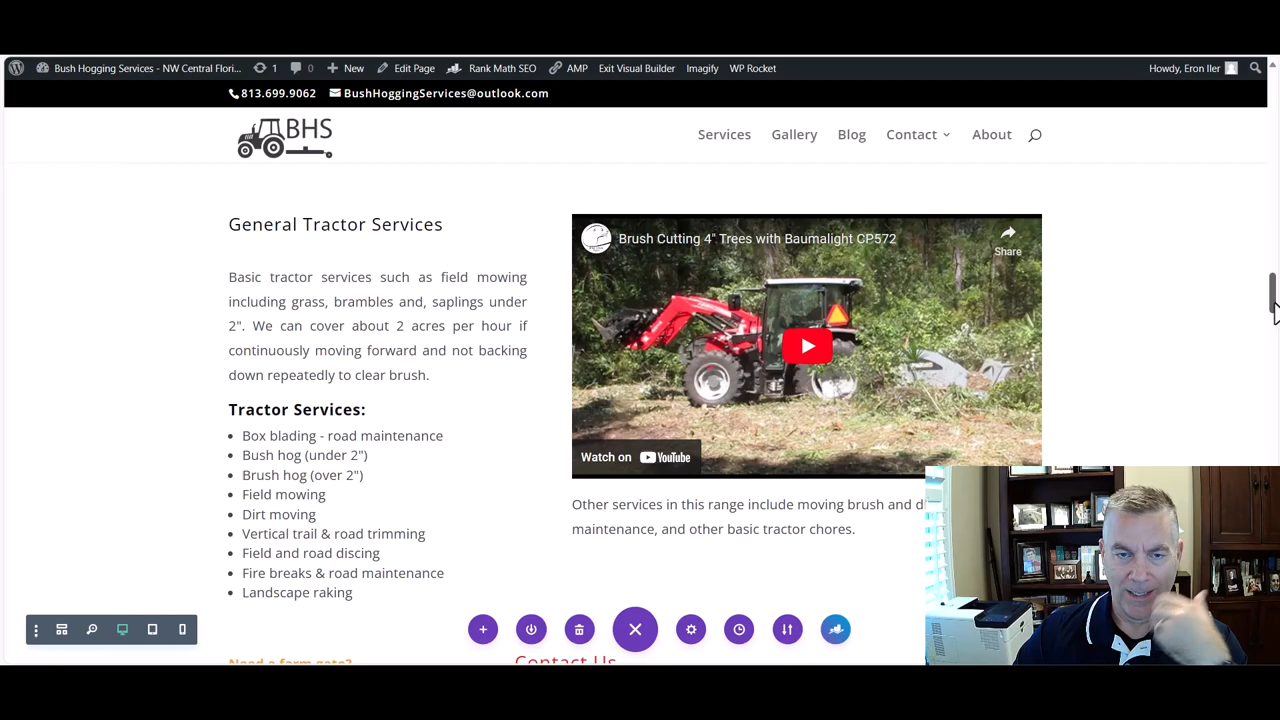 Bush Hogging Services - NW Central Flori... 1 0 New Edit Page Rank Math SEO AMP Exit Visual Builder Imagify WP Rocket Howdy, Eron Iler
813.699.9062 BushHoggingServices@outlook.com
BHS Services Gallery Blog Contact About
General Tractor Services
Basic tractor services such as field mowing
including grass, brambles and, saplings under
2". We can cover about 2 acres per hour if
continuously moving forward and not backing
down repeatedly to clear brush.
Tractor Services:
Box blading - road maintenance
Bush hog (under 2")
Brush hog (over 2")
Field mowing
Dirt moving
Vertical trail & road trimming
Field and road discing
Fire breaks & road maintenance
Landscape raking
Brush Cutting 4" Trees with Baumalight CP572
Share
Watch on YouTube
Other services in this range include moving brush and di
maintenance, and other basic tractor chores.
Need a farm gate?
Contact Us